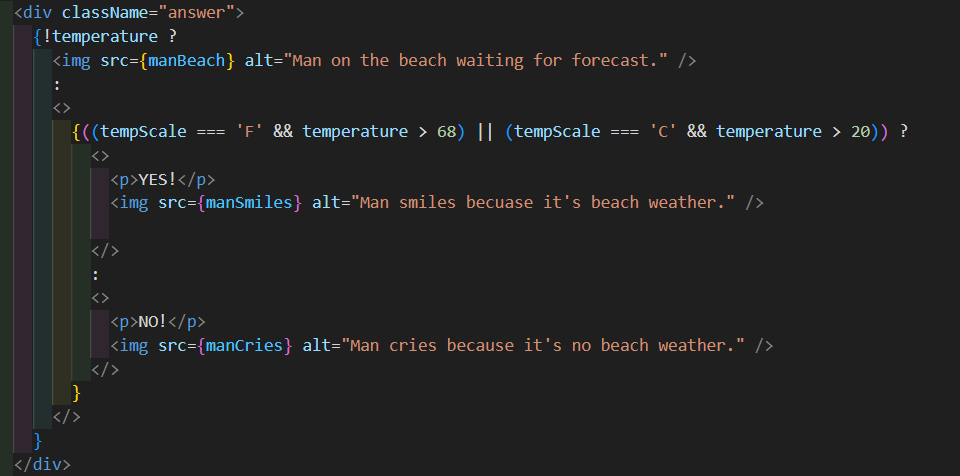 <div className="answer">
  {!temperature ?
    <img src={manBeach} alt="Man on the beach waiting for forecast." />
    :
    <>
      {((tempScale === 'F' && temperature > 68) || (tempScale === 'C' && temperature > 20)) ?
        <>
          <p>YES!</p>
          <img src={manSmiles} alt="Man smiles becuase it's beach weather." />

        </>
        :
        <>
          <p>NO!</p>
          <img src={manCries} alt="Man cries because it's no beach weather." />
        </>
      }
    </>
  }
</div>